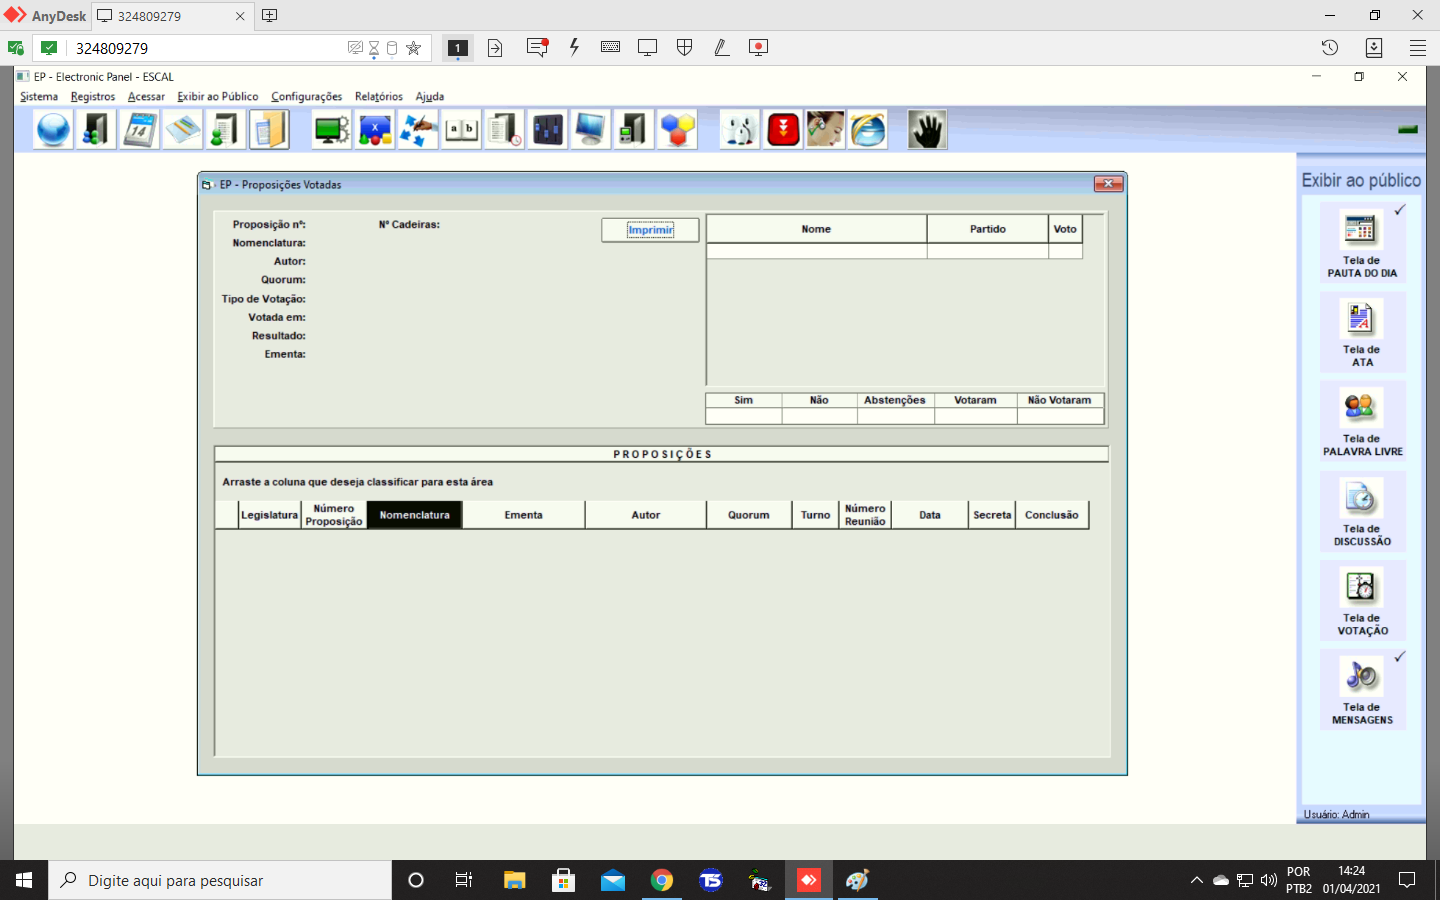 AnyDesk
324809279
324809279
1
EP - Electronic Panel - ESCAL
Sistema Registros Acessar Exibir ao Público Configurações Relatórios Ajuda
14
X
a b
EP - Proposições Votadas
Proposição nº: Nº Cadeiras:
Imprimir
Nomenclatura:
Autor:
Quorum:
Tipo de Votação:
Votada em:
Resultado:
Ementa:
Nome Partido Voto
Sim Não Abstenções Votaram Não Votaram
PROPOSIÇÕES
Arraste a coluna que deseja classificar para esta área
Legislatura Número Proposição Nomenclatura Ementa Autor Quorum Turno Número Reunião Data Secreta Conclusão
Exibir ao público
Tela de
PAUTA DO DIA
Tela de
ATA
Tela de
PALAVRA LIVRE
Tela de
DISCUSSÃO
Tela de
VOTAÇÃO
Tela de
MENSAGENS
Usuário: Admin
Digite aqui para pesquisar
POR
PTB2
14:24
01/04/2021